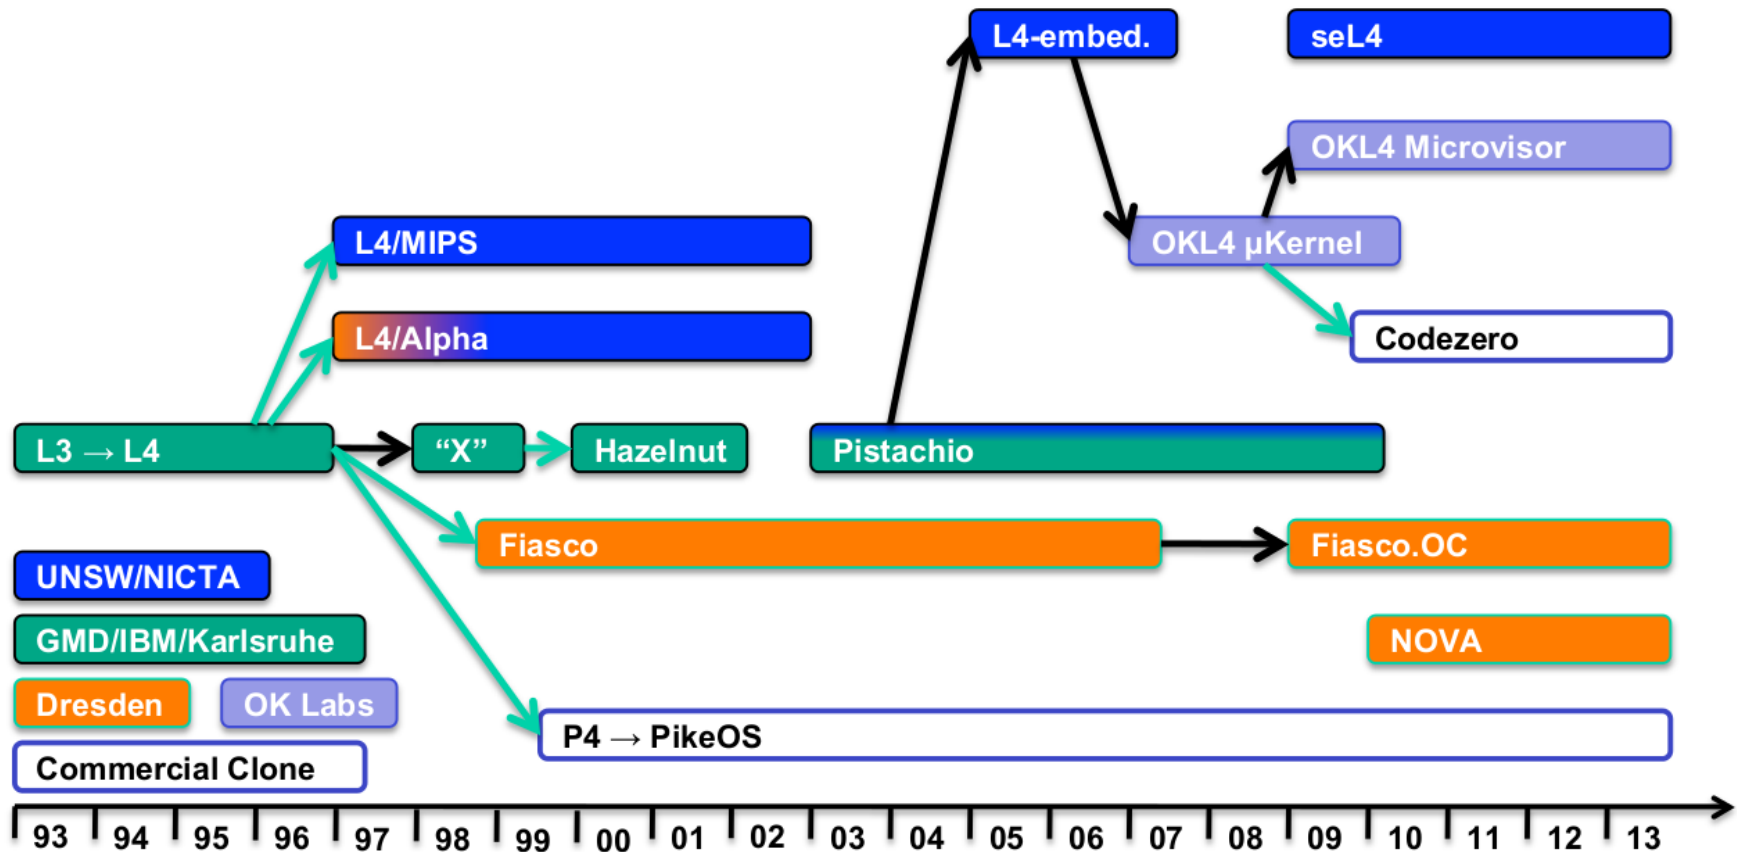 L4-embed.
seL4
OKL4 Microvisor
L4/MIPS
OKL4 µKernel
L4/Alpha
Codezero
L3 → L4
“X”
Hazelnut
Pistachio
Fiasco
Fiasco.OC
UNSW/NICTA
GMD/IBM/Karlsruhe
NOVA
Dresden
OK Labs
P4 → PikeOS
Commercial Clone
93 94 95 96 97 98 99 00 01 02 03 04 05 06 07 08 09 10 11 12 13